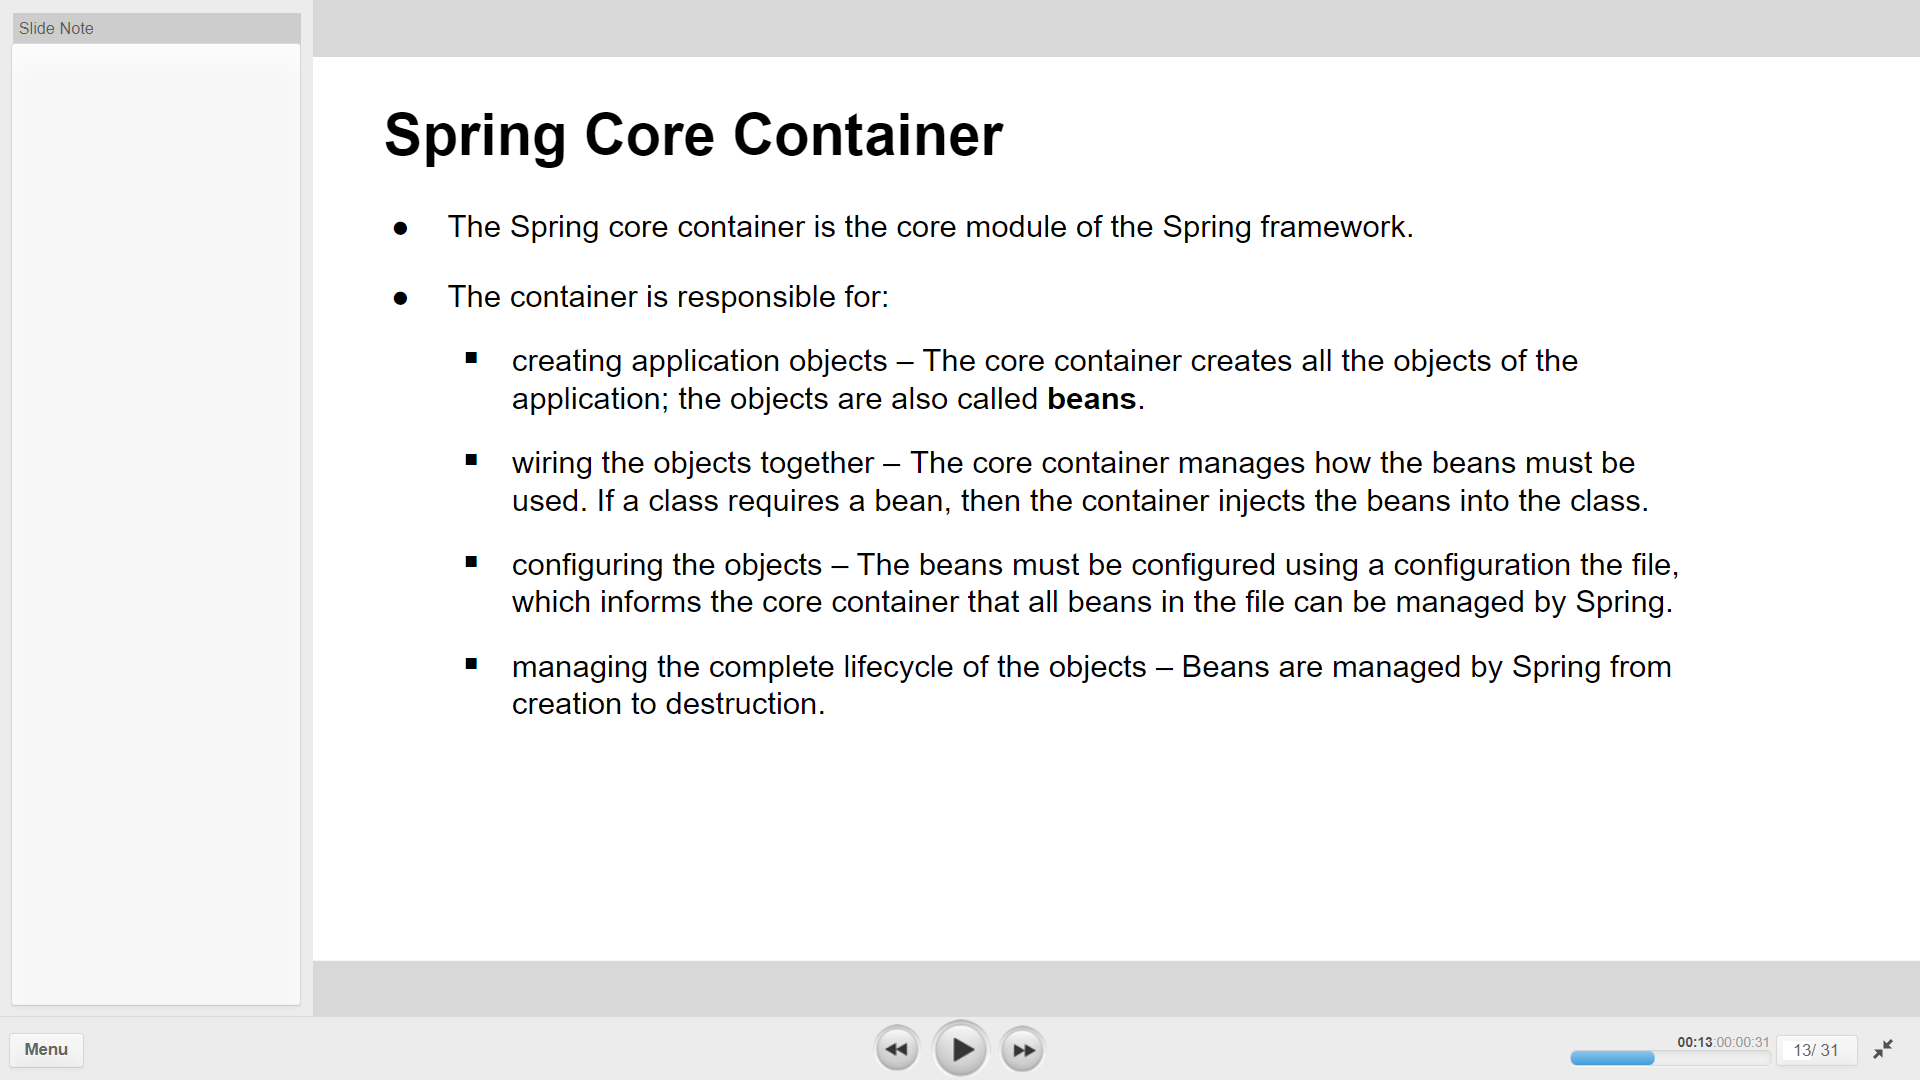 Slide Note
Spring Core Container
● The Spring core container is the core module of the Spring framework.
● The container is responsible for:
■ creating application objects – The core container creates all the objects of the
application; the objects are also called beans.
■ wiring the objects together – The core container manages how the beans must be
used. If a class requires a bean, then the container injects the beans into the class.
■ configuring the objects – The beans must be configured using a configuration the file,
which informs the core container that all beans in the file can be managed by Spring.
■ managing the complete lifecycle of the objects – Beans are managed by Spring from
creation to destruction.
Menu
00:13:00:00:31
13/ 31